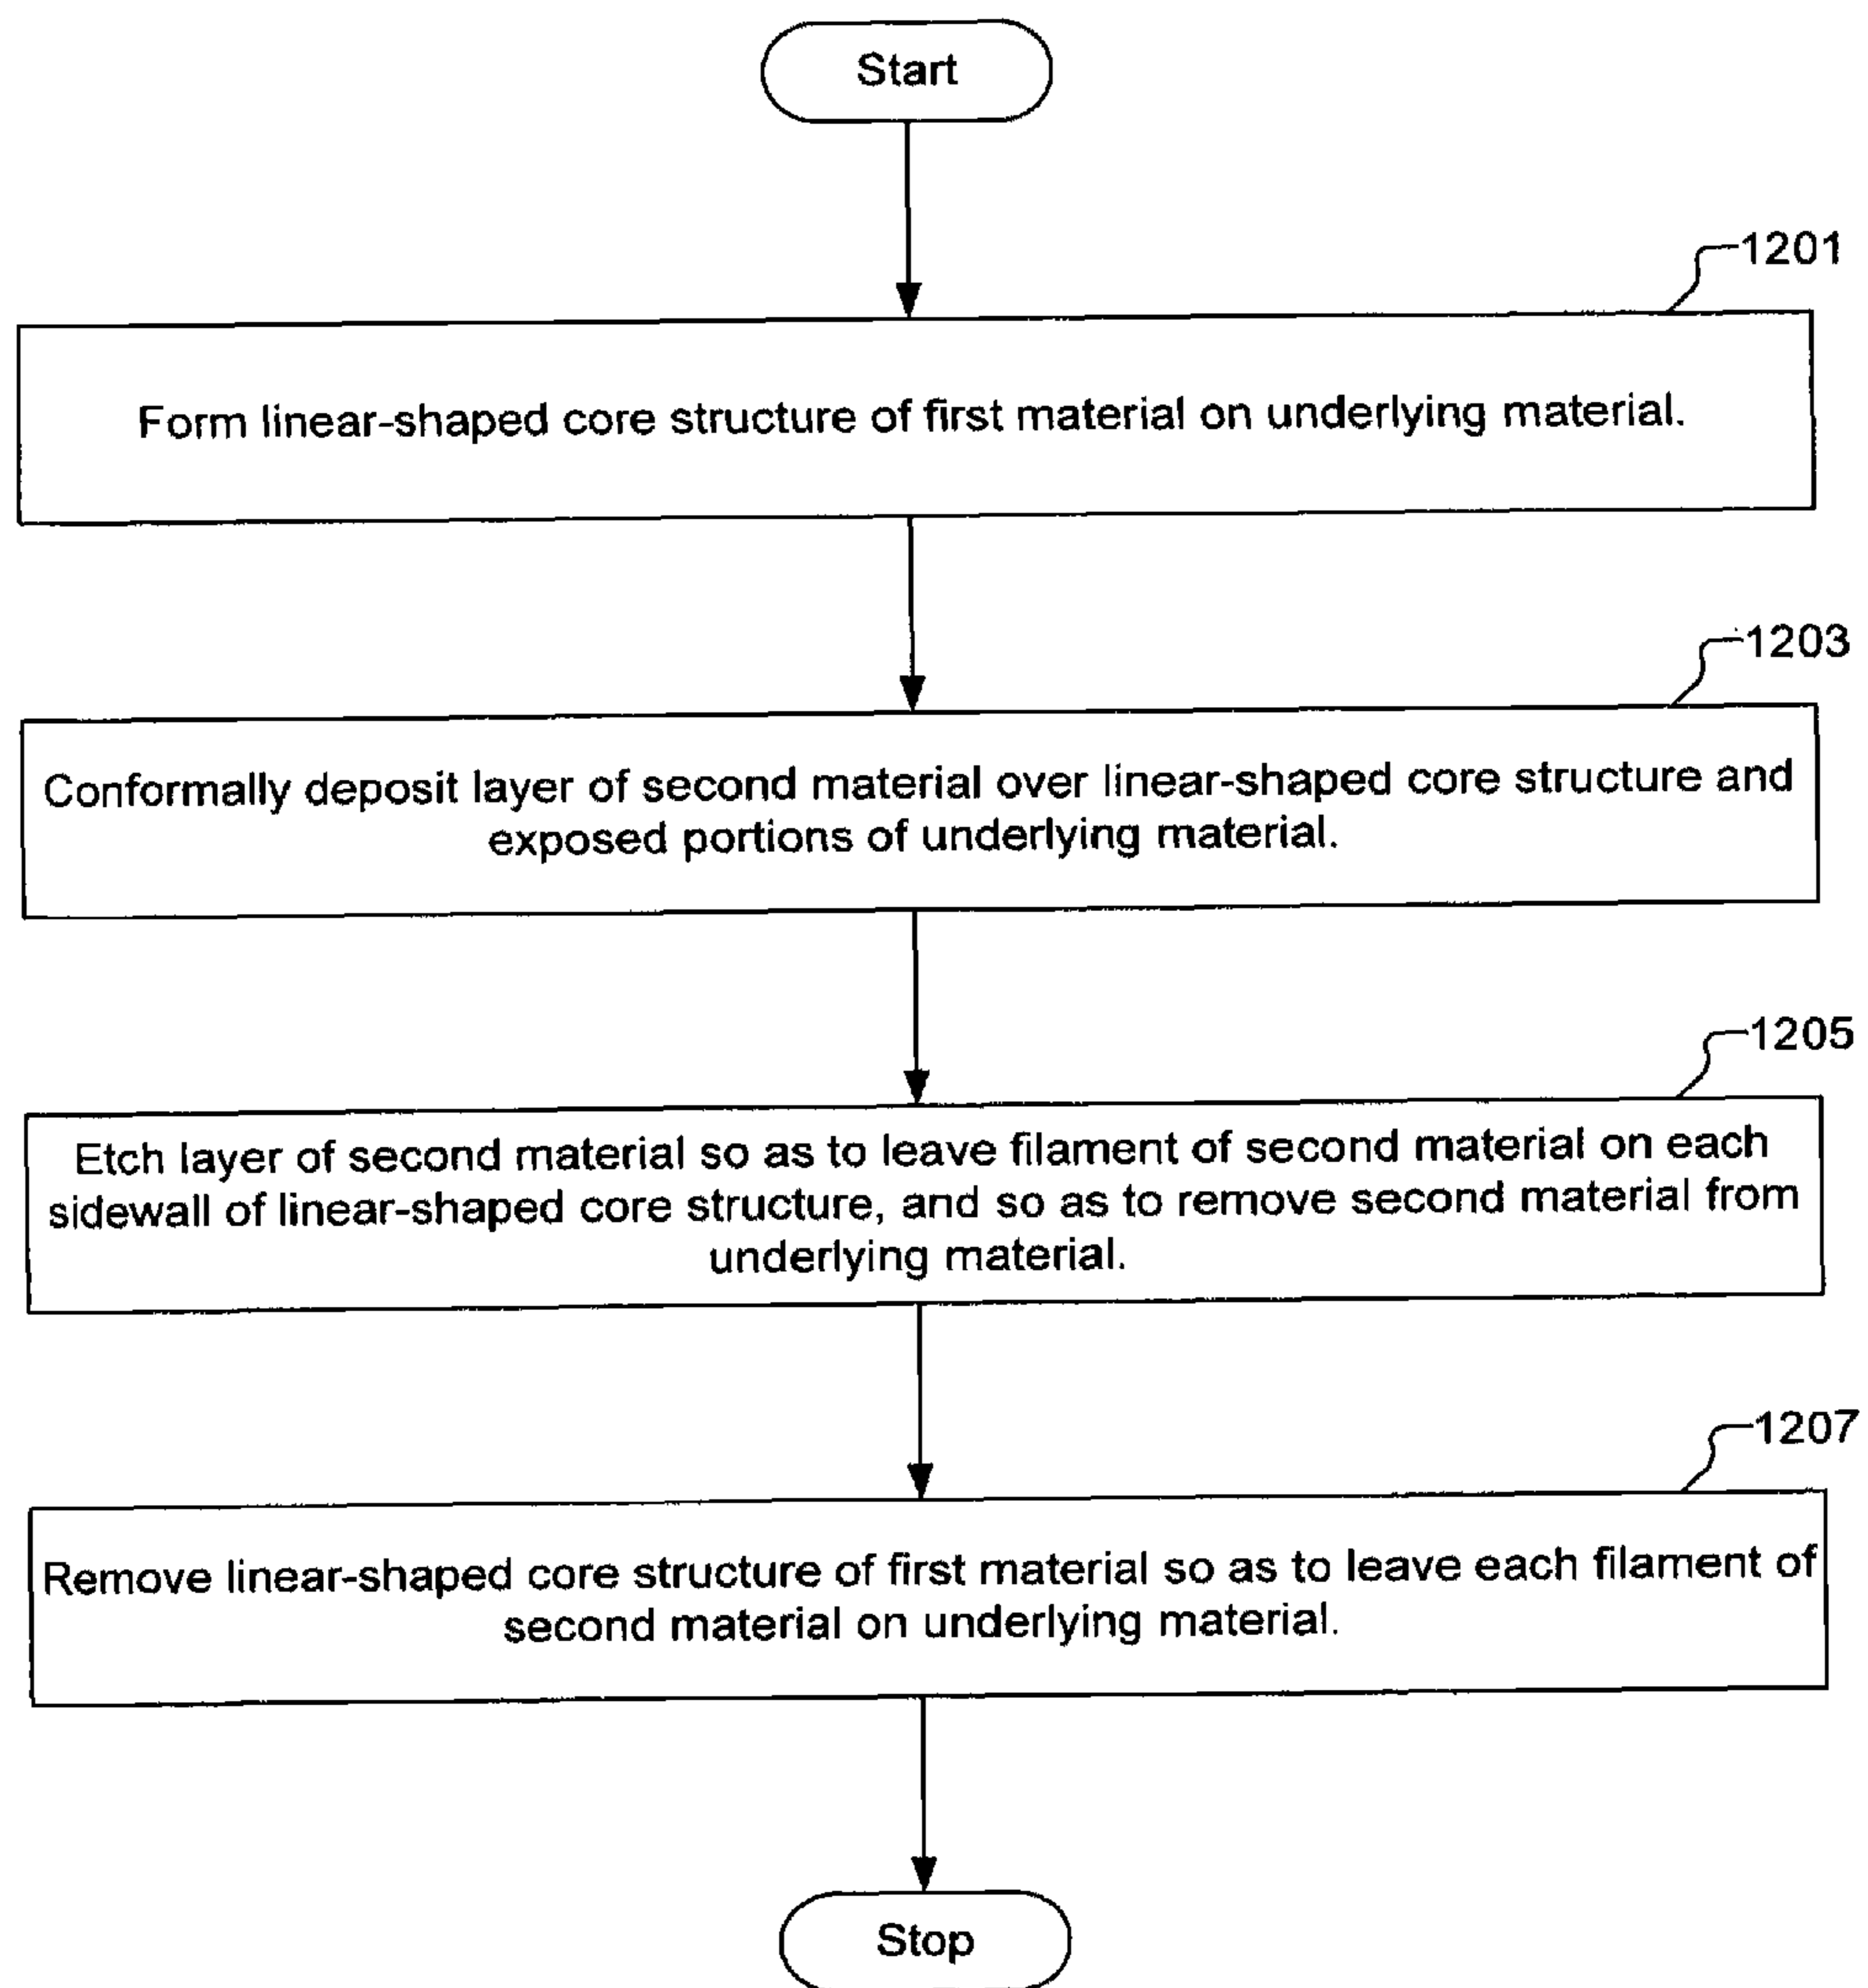 Start
1201
Form linear-shaped core structure of first material on underlying material.
1203
Conformally deposit layer of second material over linear-shaped core structure and
exposed portions of underlying material.
1205
Etch layer of second material so as to leave filament of second material on each
sidewall of linear-shaped core structure, and so as to remove second material from
underlying material.
1207
Remove linear-shaped core structure of first material so as to leave each filament of
second material on underlying material.
Stop